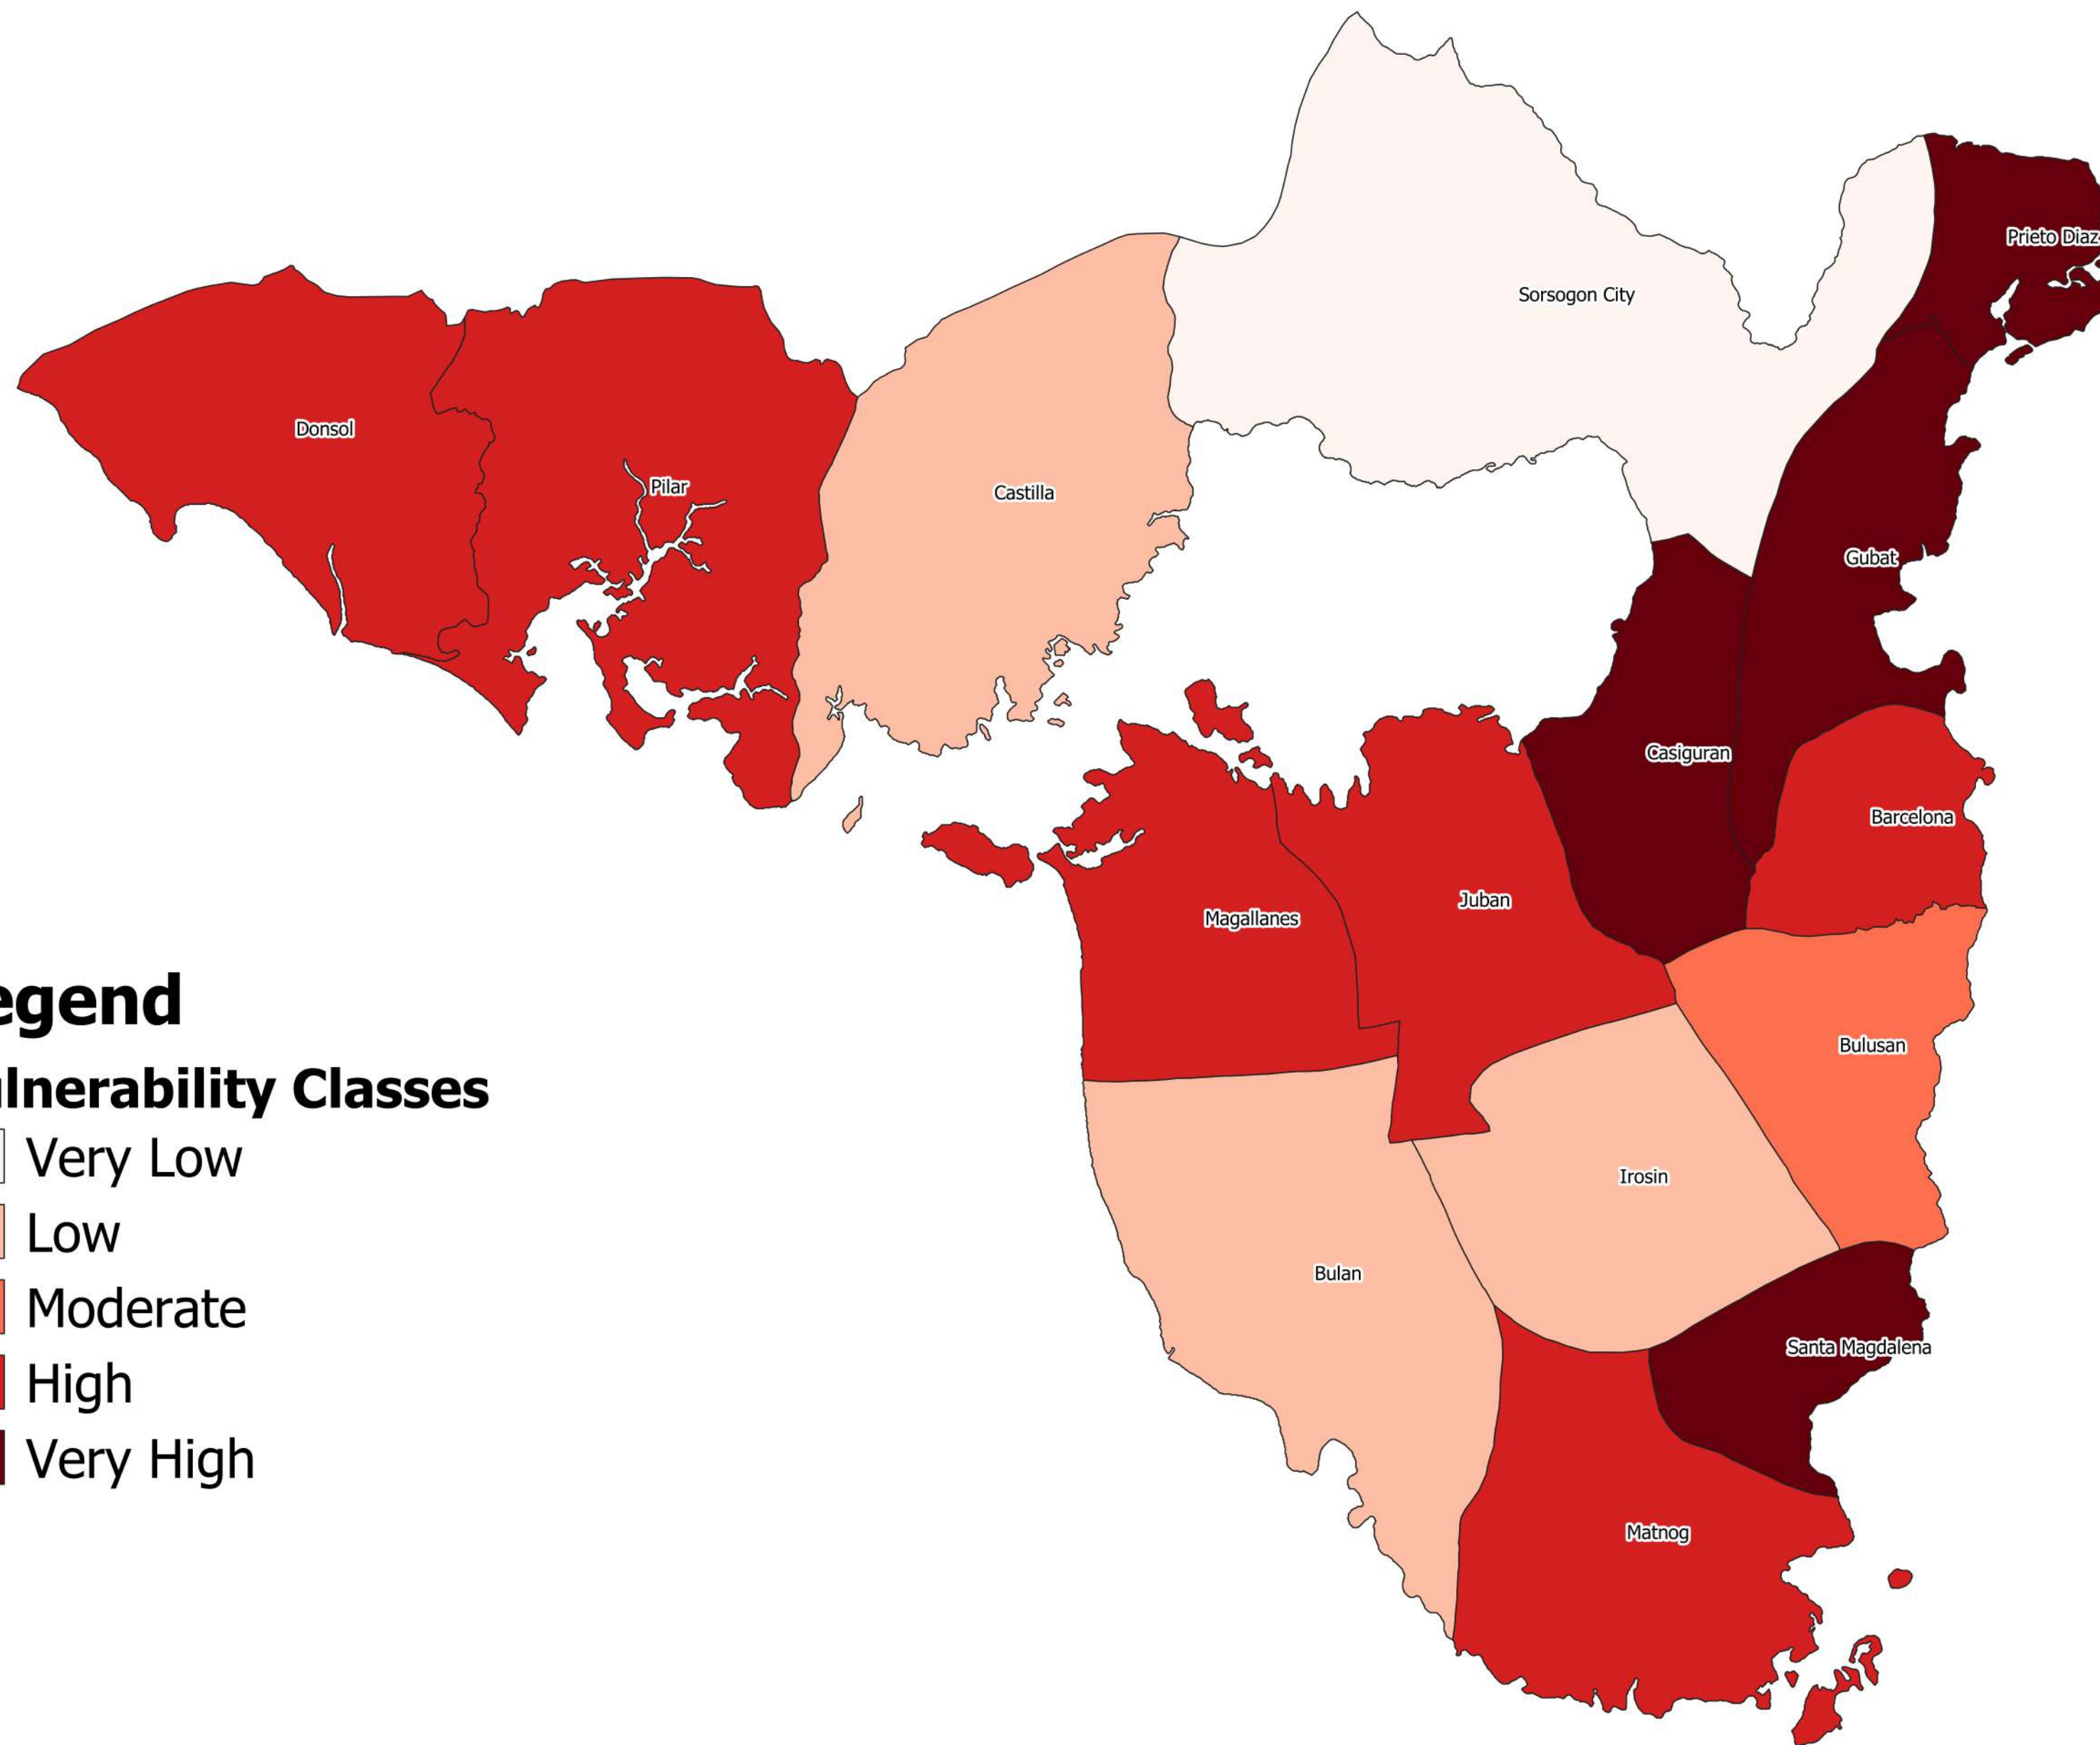 Prieto Diaz
Sorsogon City
Donsol
Pilar
Castilla
Gubat
Casiguran
Barcelona
Juban
Magallanes
egend
Bulusan
lnerability Classes
Very Low
Irosin
Low
Bulan
Moderate
Santa Magdalena
High
Very High
Matnog